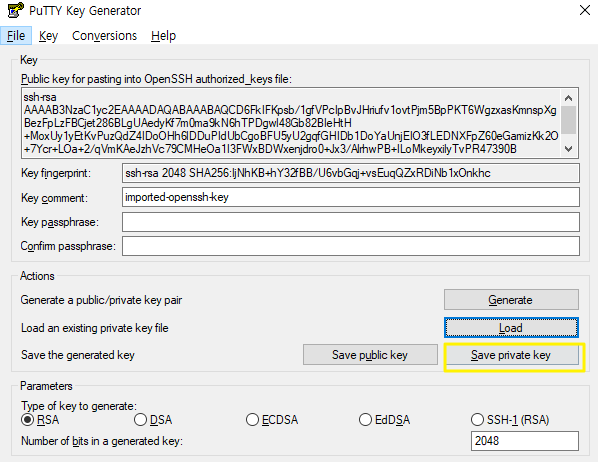 PuTTY Key Generator
File Key Conversions Help
Key
Public key for pasting into OpenSSH authorized_keys file:
ssh-rsa
AAAAB3NzaC1yc2EAAAADAQABAAABAQCD6FkIFKpsb/1gfVPcIpBvJHriufv1ovtPjm5BpPKT6WgzxasKmnspXg
BezFpLzFBCjet286BLgUAedyKf7m0ma9kN6hTPDgwl48Gb82BleHtH
+MoxUy1yEtKvPuzQdZ4IDoOHh6lDDuPldUbCgoBFU5yU2gqfGHIDb1DoYaUnjEIO3fLEDNXFpZ60eGamizKk2O
+7Ycr+LOa+2/qVmKAeJzhVc79CMHeOa1I3FWxBDWxenjdro0+Jx3/AlrhwPB+lLoMkeyxilyTvPR47390B
Key fingerprint: ssh-rsa 2048 SHA256:ljNhKB+hY32fBB/U6vbGqj+vsEuqQZxRDiNb1xOnkhc
Key comment: imported-openssh-key
Key passphrase:
Confirm passphrase:
Actions
Generate a public/private key pair Generate
Load an existing private key file Load
Save the generated key Save public key Save private key
Parameters
Type of key to generate:
RSA DSA ECDSA EdDSA SSH-1 (RSA)
Number of bits in a generated key: 2048